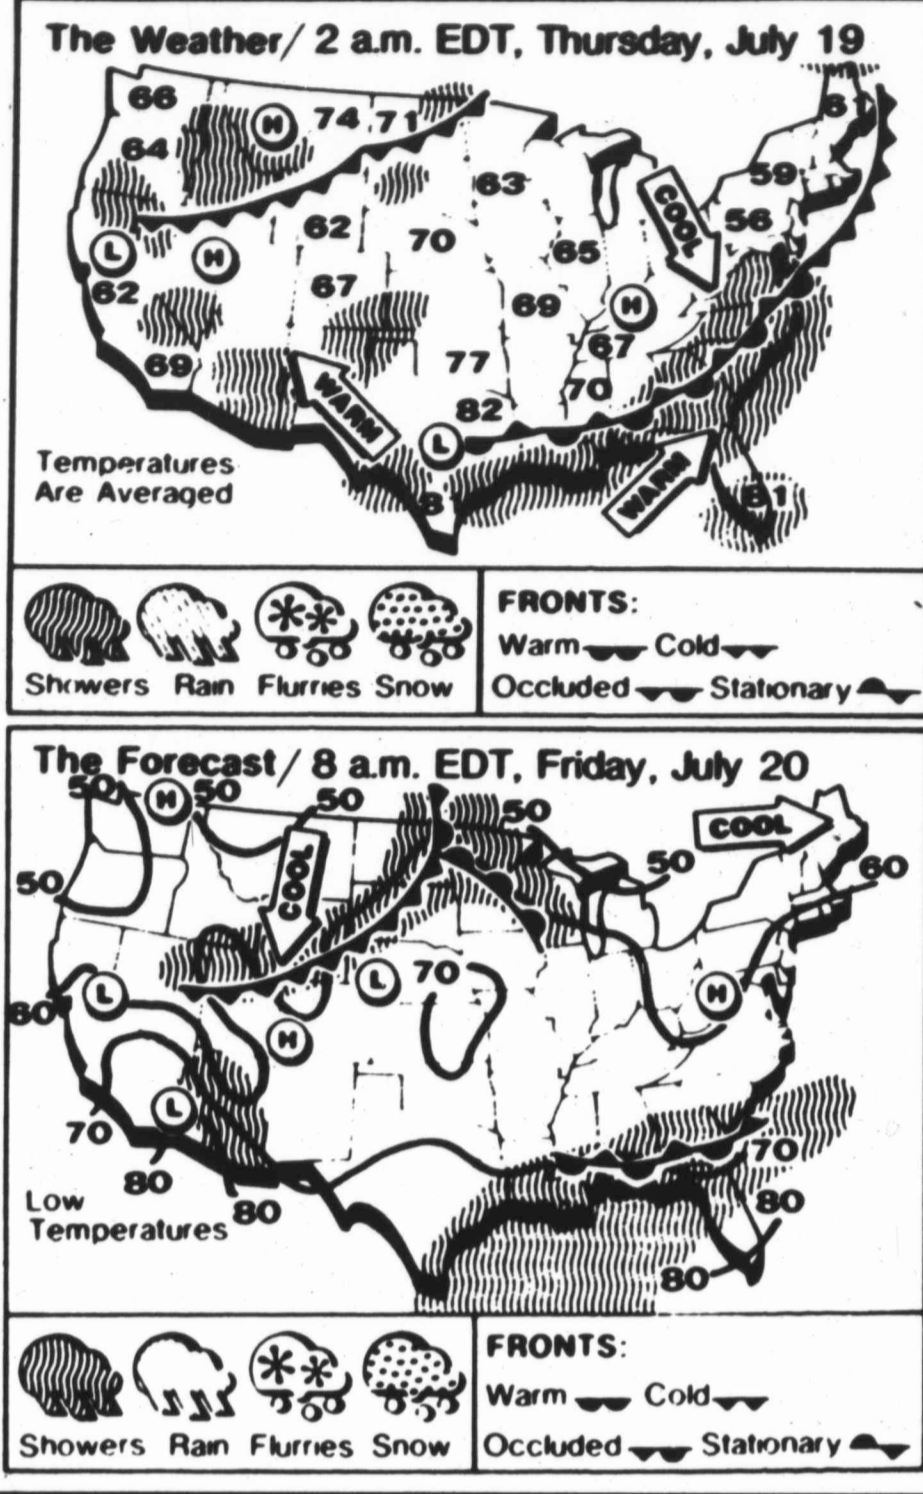 The Weather/ 2 a.m. EDT, Thursday, July 19
66
H
74
71
61
64
63
59
COOL
56
62
70
65
L
H
62
67
69
H
67
69
77
70
WARM
82
L
Temperatures
Are Averaged
WARM
81
FRONTS:
Warm Cold
Showers Rain Flurries Snow
Occluded Stationary
The Forecast/ 8 a.m. EDT, Friday, July 20
50
H
50
50
50
COOL
50
COOL
50
60
L
L
70
H
60
H
L
70
70
80
80
Low
Temperatures
80
80
FRONTS:
Warm Cold
Showers Rain Flurries Snow
Occluded Stationary